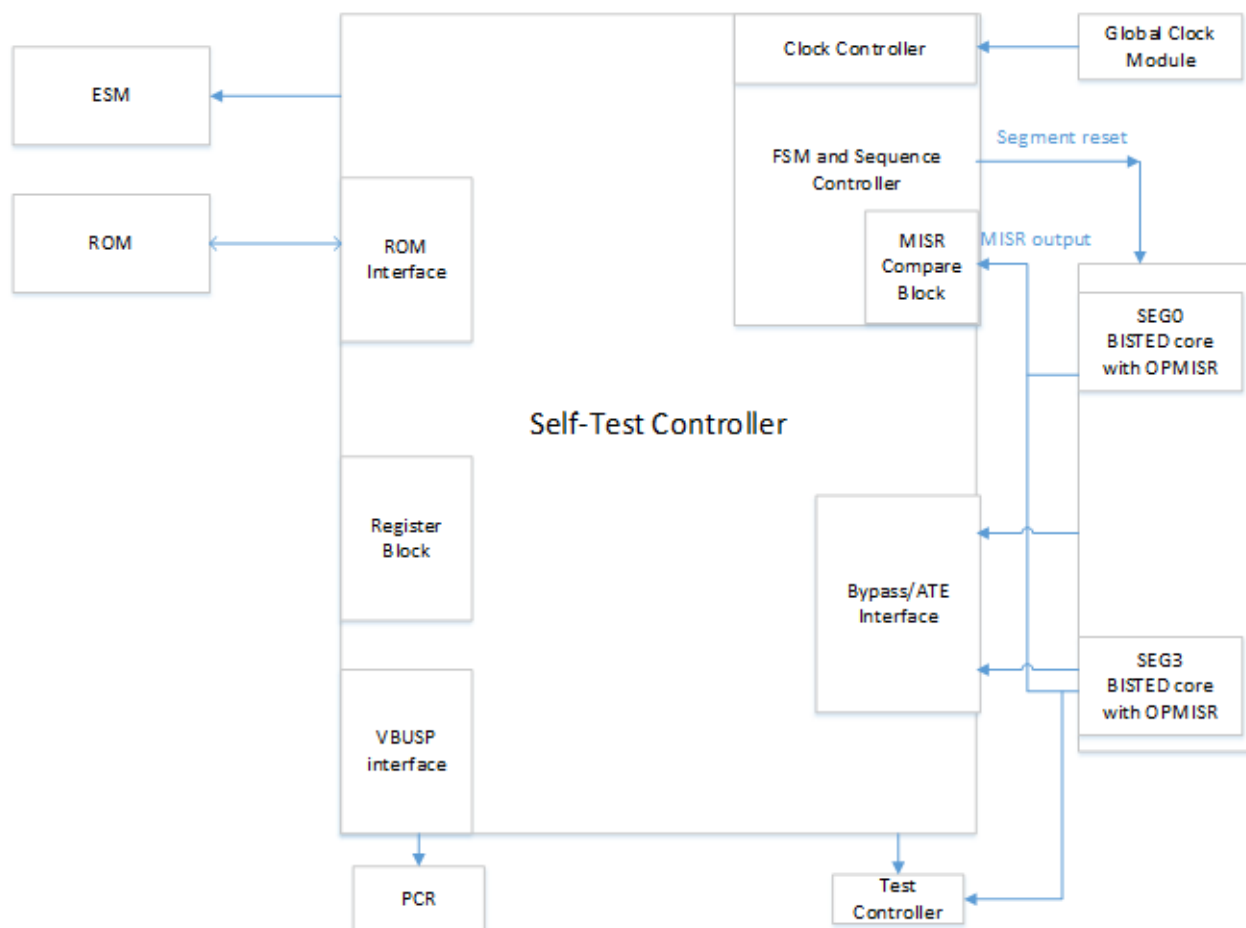 Clock Controller
Global Clock
Module
ESM
Segment reset
FSM and Sequence
Controller
ROM
ROM
Interface
MISR
Compare
Block
MISR output
SEG0
BISTED core
with OPMISR
Self-Test Controller
Register
Block
Bypass/ATE
Interface
SEG3
BISTED core
with OPMISR
VBUSP
interface
PCR
Test
Controller